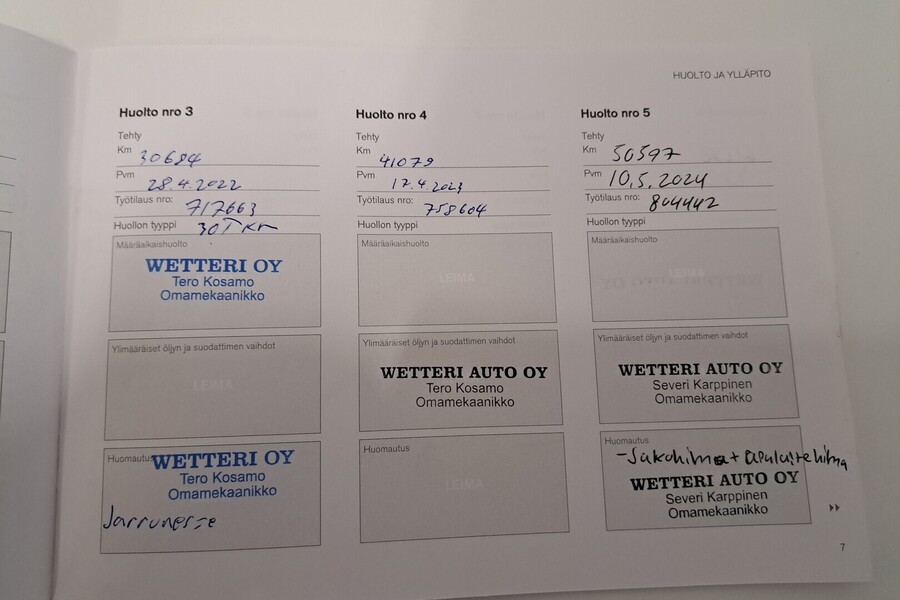 HUOLTO JA YLLÄPITO
Huolto nro 3
Tehty
Km 30684
Pvm 28.4.2022
Työtilaus nro: 717663
Huollon tyyppi 30 TKM
Määräaikaishuolto
WETTERI OY
Tero Kosamo
Omamekaanikko
Ylimääräiset öljyn ja suodattimen vaihdot
LEIMA
Huomautus
WETTERI OY
Tero Kosamo
Omamekaanikko
Jarruneste
Huolto nro 4
Tehty
Km 41079
Pvm 17.4.2023
Työtilaus nro: 758604
Huollon tyyppi
Määräaikaishuolto
LEIMA
Ylimääräiset öljyn ja suodattimen vaihdot
WETTERI AUTO OY
Tero Kosamo
Omamekaanikko
Huomautus
LEIMA
Huolto nro 5
Tehty
Km 50597
Pvm 10.5.2024
Työtilaus nro: 804442
Huollon tyyppi
Määräaikaishuolto
LEIMA
Ylimääräiset öljyn ja suodattimen vaihdot
WETTERI AUTO OY
Severi Karppinen
Omamekaanikko
Huomautus
-Jakohihna + apulaitehihna
WETTERI AUTO OY
Severi Karppinen
Omamekaanikko
7